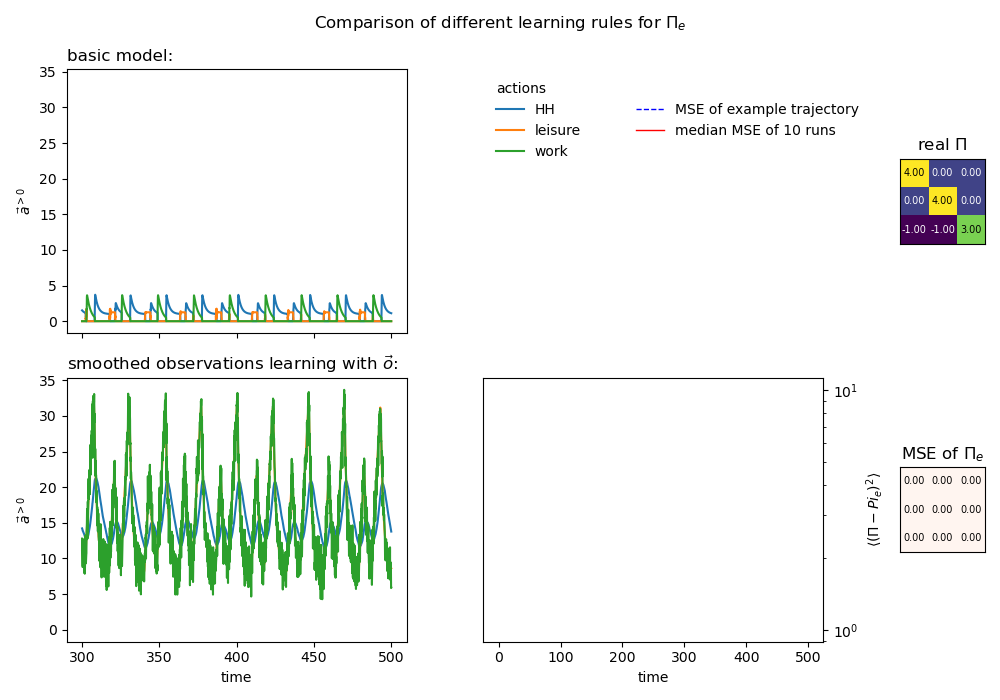 Comparison of different learning rules for Πₑ
basic model:
35
30
25
20
15
10
5
0
a⃗^{>0}
actions
HH
leisure
work
MSE of example trajectory
median MSE of 10 runs
real Π
4.00 0.00 0.00
0.00 4.00 0.00
-1.00 -1.00 3.00
smoothed observations learning with o⃗:
35
30
25
20
15
10
5
0
a⃗^{>0}
300 350 400 450 500
time
0 100 200 300 400 500
time
10¹
10⁰
⟨(Π − Piₑ)²⟩
MSE of Πₑ
0.00 0.00 0.00
0.00 0.00 0.00
0.00 0.00 0.00